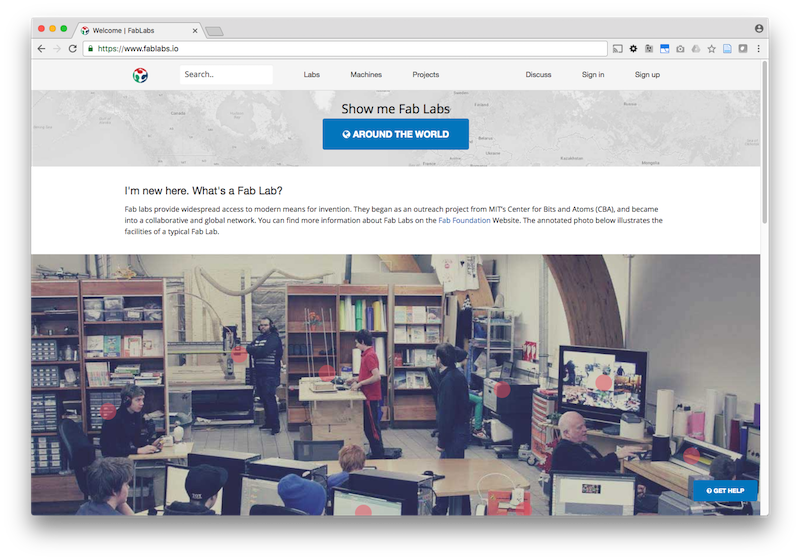 Welcome | FabLabs
https://www.fablabs.io
Search..
Labs
Machines
Projects
Discuss
Sign in
Sign up
Show me Fab Labs
AROUND THE WORLD
Finland
Belarus
Kazakhstan
Mongolia
I'm new here. What's a Fab Lab?
Fab labs provide widespread access to modern means for invention. They began as an outreach project from MIT's Center for Bits and Atoms (CBA), and became
into a collaborative and global network. You can find more information about Fab Labs on the Fab Foundation Website. The annotated photo below illustrates the
facilities of a typical Fab Lab.
GET HELP